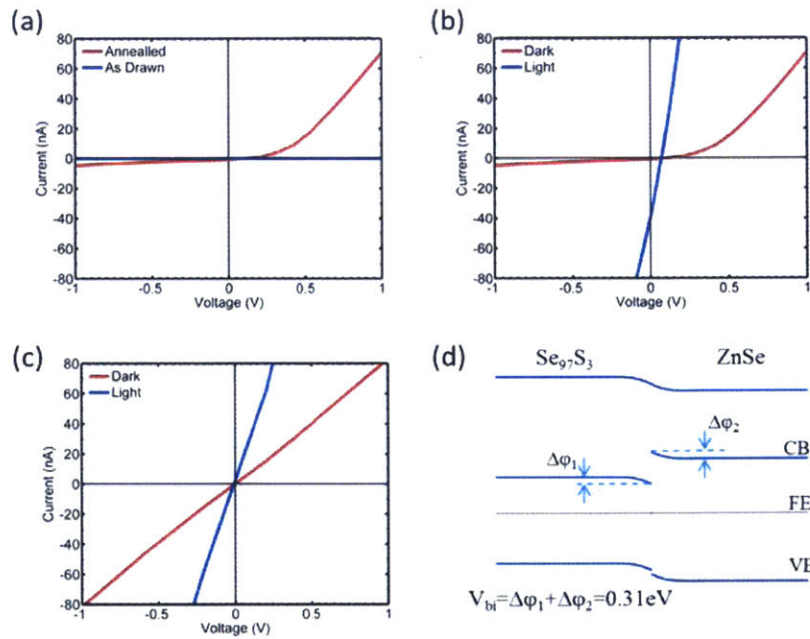 (a)
80
60
40
20
0
-20
-40
-60
-80
Current (nA)
Annealled
As Drawn
-1 -0.5 0 0.5 1
Voltage (V)
(b)
80
60
40
20
0
-20
-40
-60
-80
Current (nA)
Dark
Light
-1 -0.5 0 0.5 1
Voltage (V)
(c)
80
60
40
20
0
-20
-40
-60
-80
Current (nA)
Dark
Light
-1 -0.5 0 0.5 1
Voltage (V)
(d)
Se₉₇S₃ ZnSe
Δφ₂
CB
Δφ₁
FE
VB
V_bi=Δφ₁+Δφ₂=0.31eV